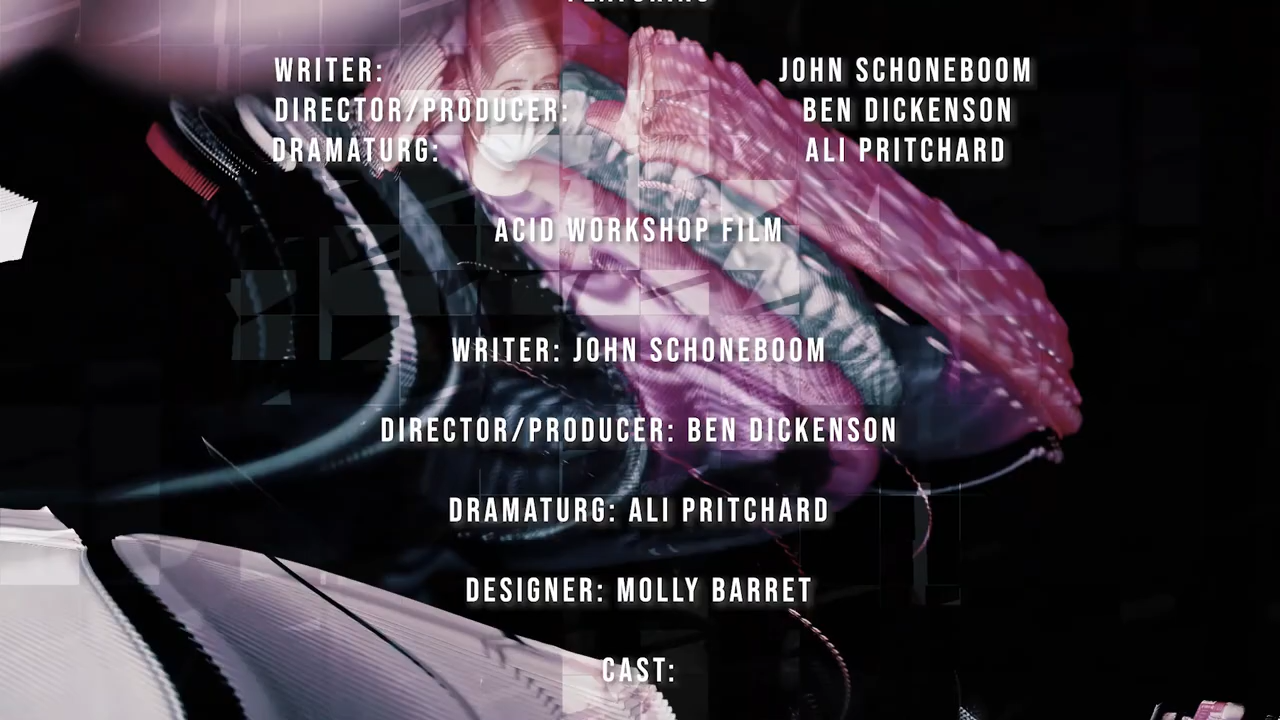 WRITER: JOHN SCHONEBOOM
DIRECTOR/PRODUCER: BEN DICKENSON
DRAMATURG: ALI PRITCHARD
ACID WORKSHOP FILM
WRITER: JOHN SCHONEBOOM
DIRECTOR/PRODUCER: BEN DICKENSON
DRAMATURG: ALI PRITCHARD
DESIGNER: MOLLY BARRET
CAST: